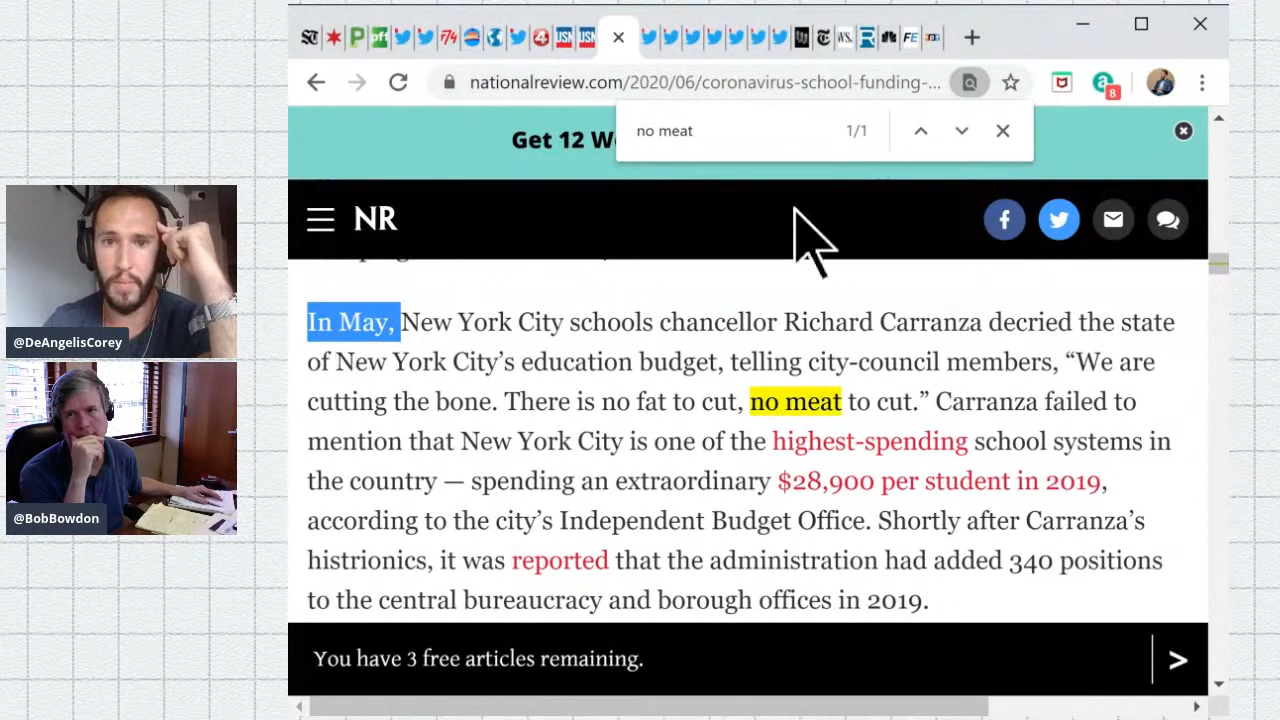 nationalreview.com/2020/06/coronavirus-school-funding-...
8
no meat
1/1
Get 12 W
NR
In May, New York City schools chancellor Richard Carranza decried the state
of New York City’s education budget, telling city-council members, “We are
cutting the bone. There is no fat to cut, no meat to cut.” Carranza failed to
mention that New York City is one of the highest-spending school systems in
the country — spending an extraordinary $28,900 per student in 2019,
according to the city’s Independent Budget Office. Shortly after Carranza’s
histrionics, it was reported that the administration had added 340 positions
to the central bureaucracy and borough offices in 2019.
You have 3 free articles remaining.
@DeAngelisCorey
@BobBowdon